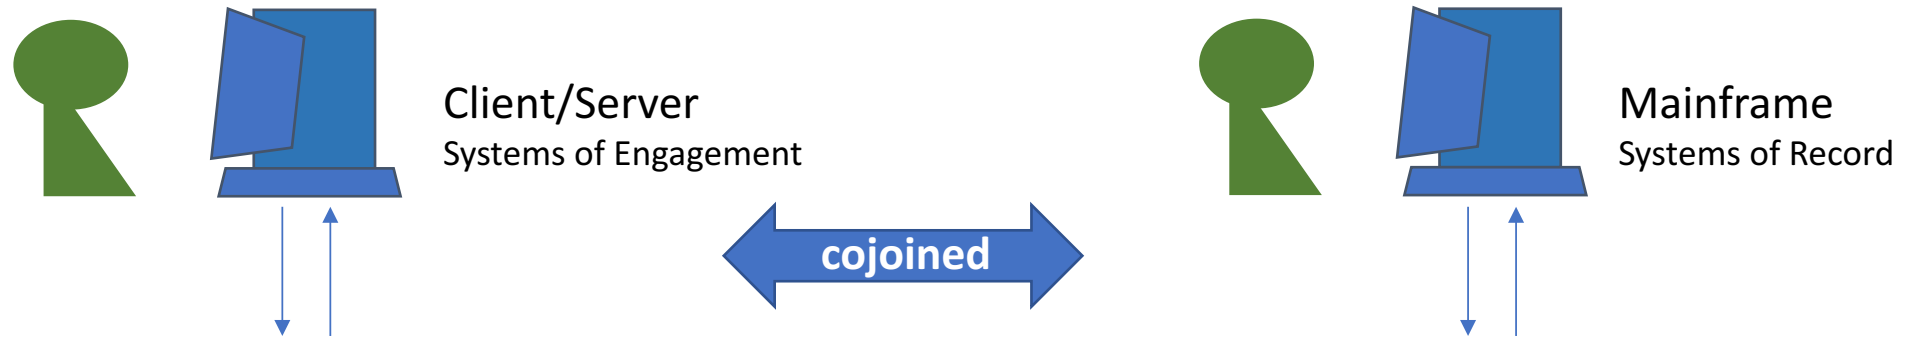 Client/Server
Systems of Engagement
cojoined
Mainframe
Systems of Record